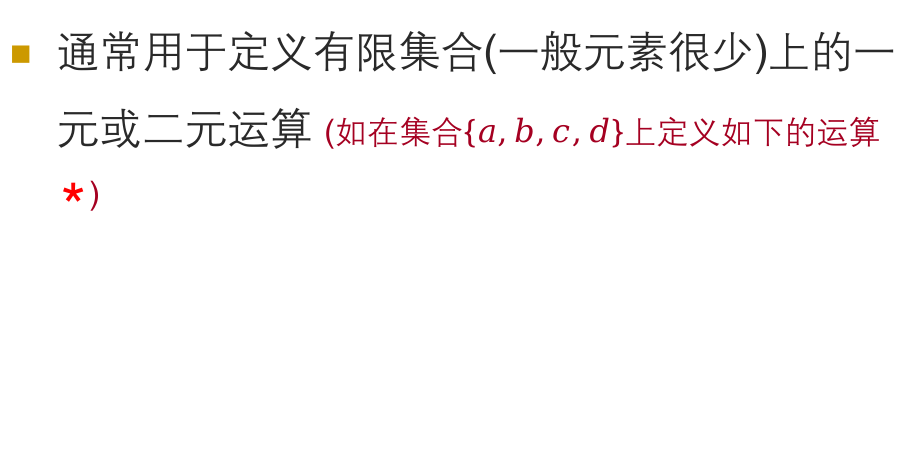 通常用于定义有限集合(一般元素很少)上的一
元或二元运算 (如在集合{a, b, c, d}上定义如下的运算
*)